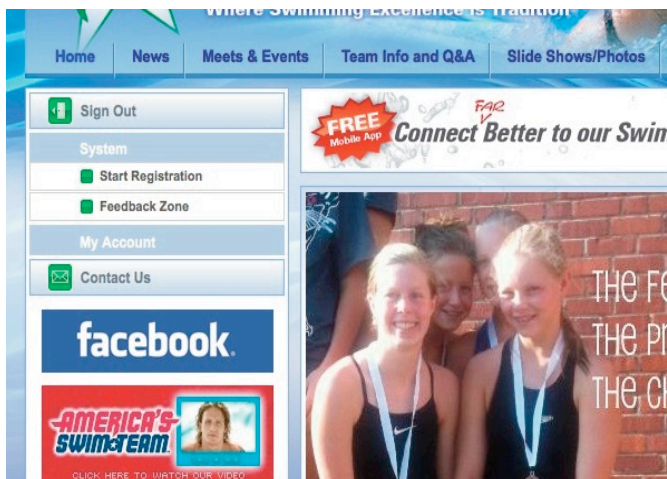 Where Swimming Excellence is Tradition
Home
News
Meets & Events
Team Info and Q&A
Slide Shows/Photos
Sign Out
System
Start Registration
Feedback Zone
My Account
Contact Us
facebook.
AMERICA'S
SWIM TEAM.
CLICK HERE TO WATCH OUR VIDEO
FREE
Mobile App
FAR
Connect Better to our Swim
THE FE
THE PI
THE CH